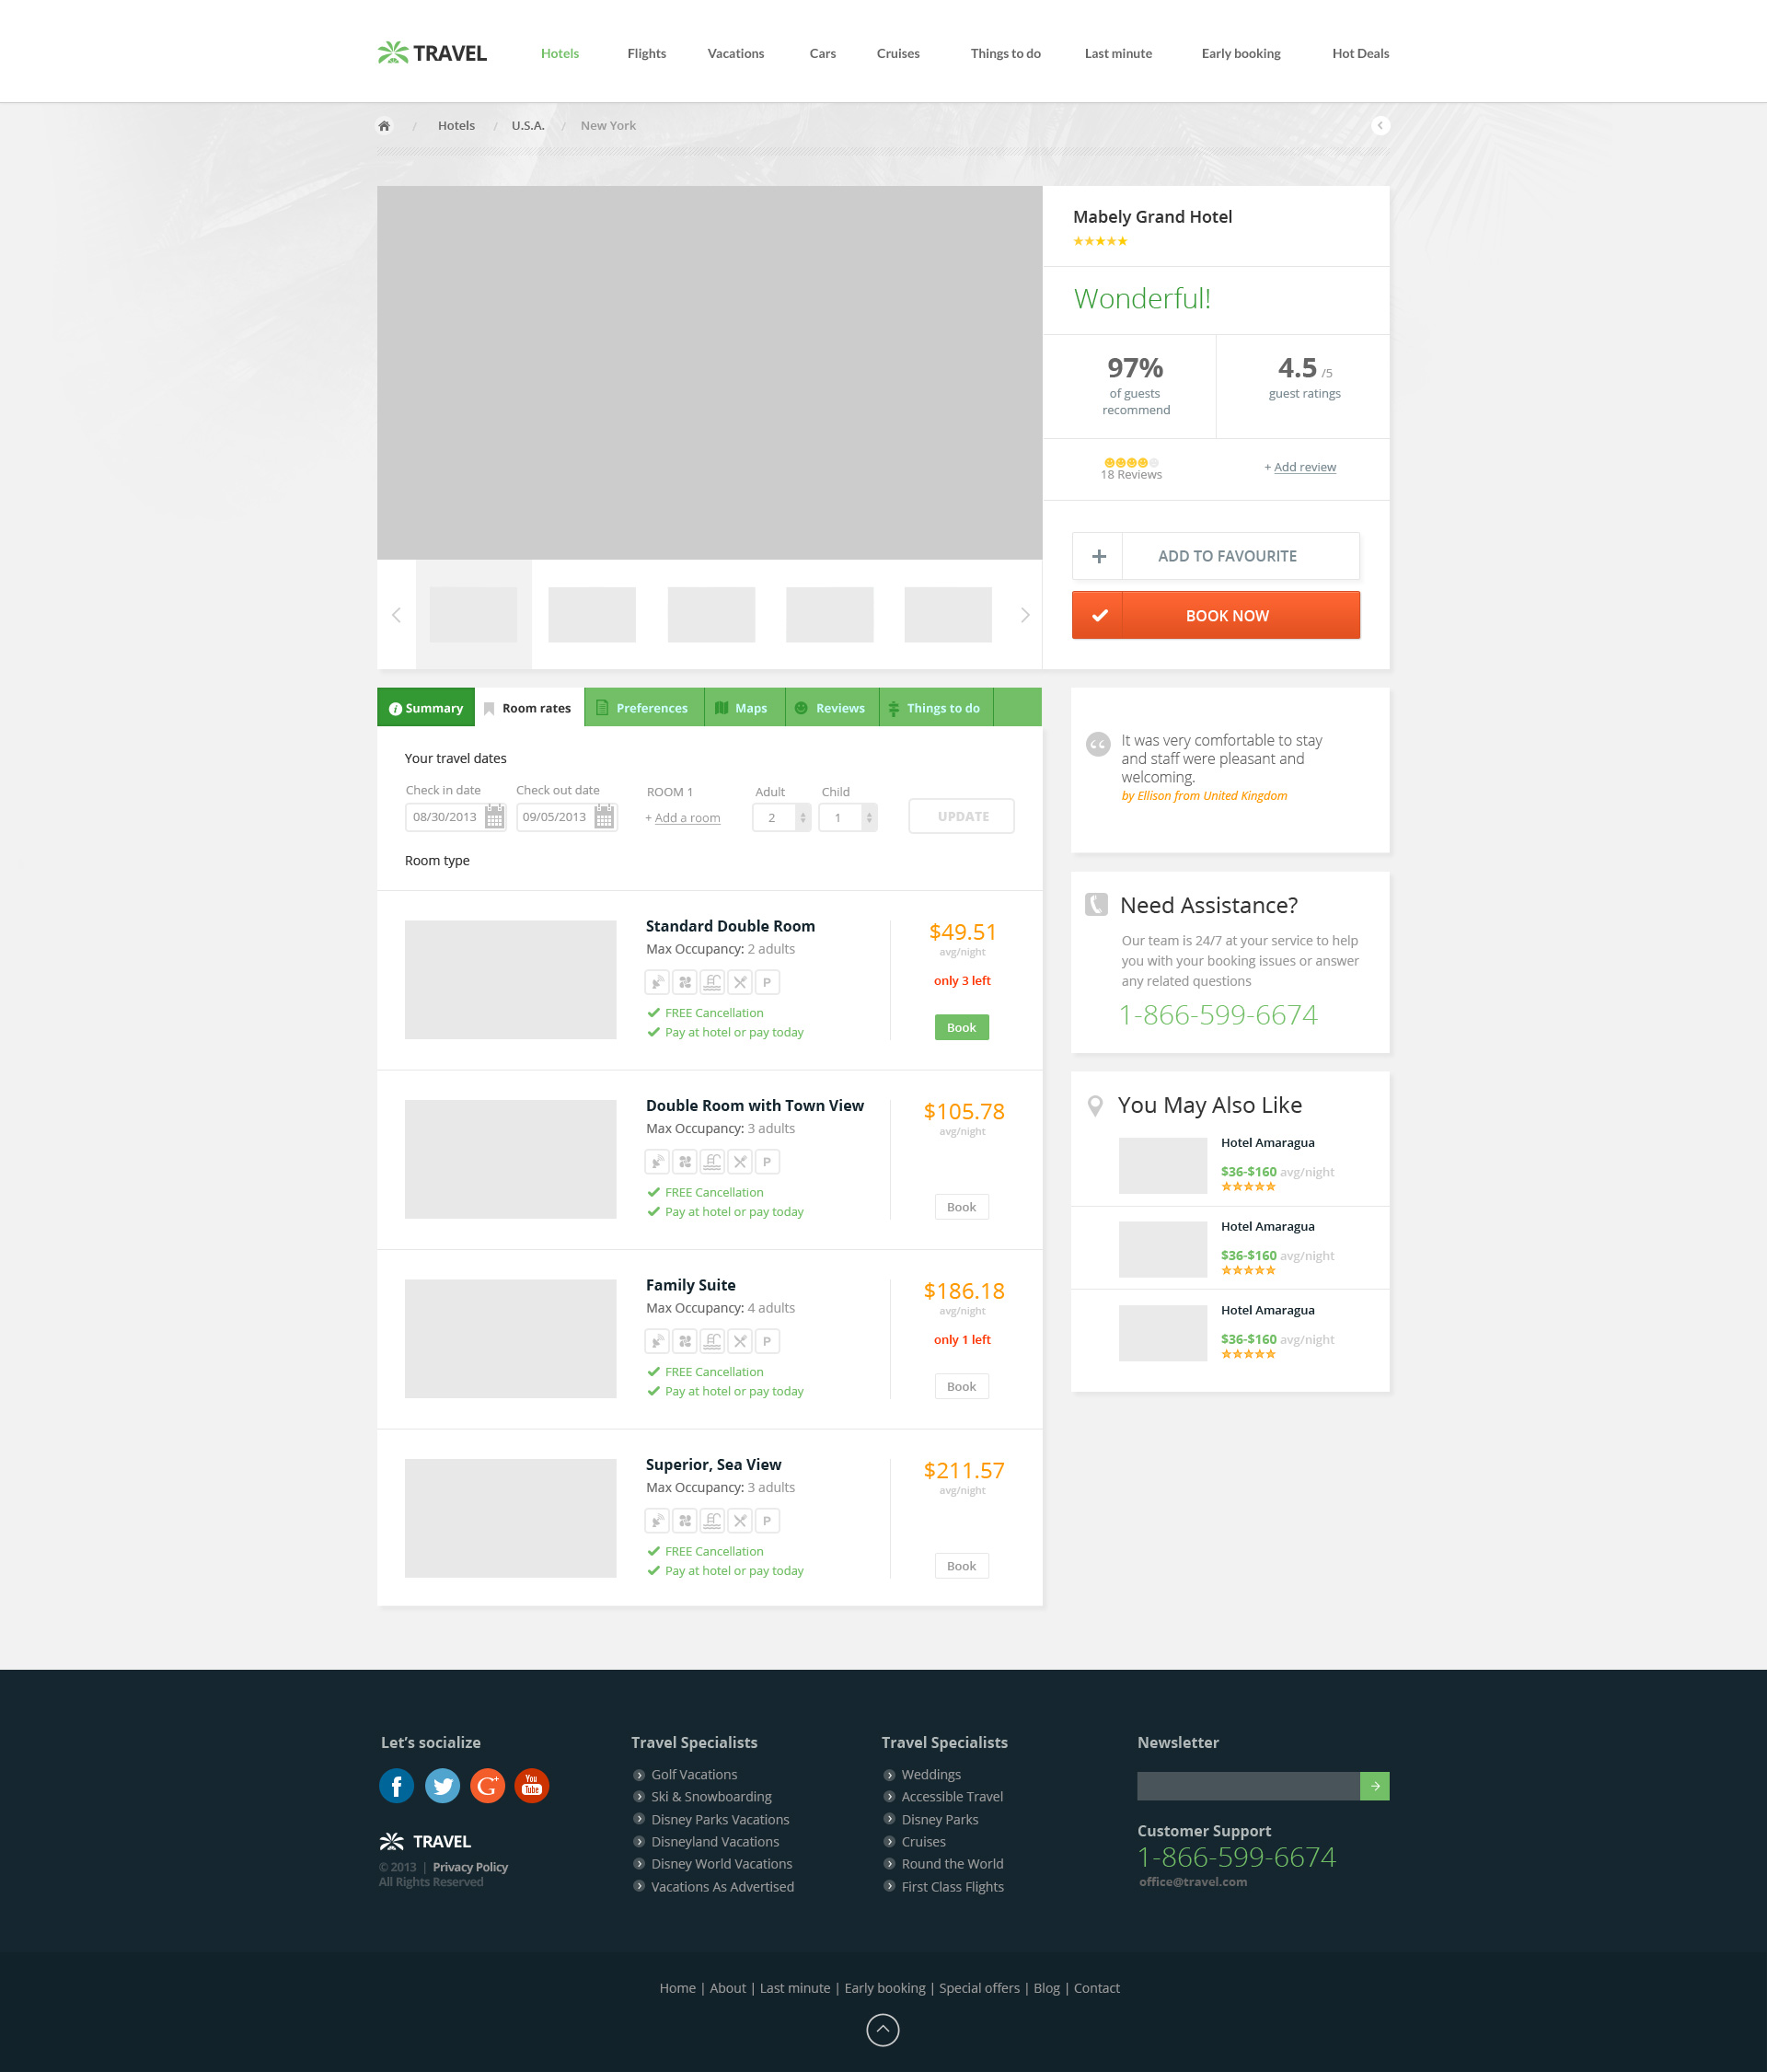 TRAVEL Hotels Flights Vacations Cars Cruises Things to do Last minute Early booking Hot Deals
/ Hotels / U.S.A. / New York
Mabely Grand Hotel
Wonderful!
97%
of guests
recommend
4.5 /5
guest ratings
18 Reviews
+ Add review
ADD TO FAVOURITE
BOOK NOW
Summary Room rates Preferences Maps Reviews Things to do
Your travel dates
Check in date Check out date ROOM 1 Adult Child
08/30/2013 09/05/2013 + Add a room 2 1 UPDATE
Room type
Standard Double Room
Max Occupancy: 2 adults
P
FREE Cancellation
Pay at hotel or pay today
$49.51
avg/night
only 3 left
Book
Double Room with Town View
Max Occupancy: 3 adults
P
FREE Cancellation
Pay at hotel or pay today
$105.78
avg/night
Book
Family Suite
Max Occupancy: 4 adults
P
FREE Cancellation
Pay at hotel or pay today
$186.18
avg/night
only 1 left
Book
Superior, Sea View
Max Occupancy: 3 adults
P
FREE Cancellation
Pay at hotel or pay today
$211.57
avg/night
Book
It was very comfortable to stay
and staff were pleasant and
welcoming.
by Ellison from United Kingdom
Need Assistance?
Our team is 24/7 at your service to help
you with your booking issues or answer
any related questions
1-866-599-6674
You May Also Like
Hotel Amaragua
$36-$160 avg/night
Hotel Amaragua
$36-$160 avg/night
Hotel Amaragua
$36-$160 avg/night
Let’s socialize
f G+ You Tube
TRAVEL
© 2013 | Privacy Policy
All Rights Reserved
Travel Specialists
Golf Vacations
Ski & Snowboarding
Disney Parks Vacations
Disneyland Vacations
Disney World Vacations
Vacations As Advertised
Travel Specialists
Weddings
Accessible Travel
Disney Parks
Cruises
Round the World
First Class Flights
Newsletter
Customer Support
1-866-599-6674
office@travel.com
Home | About | Last minute | Early booking | Special offers | Blog | Contact